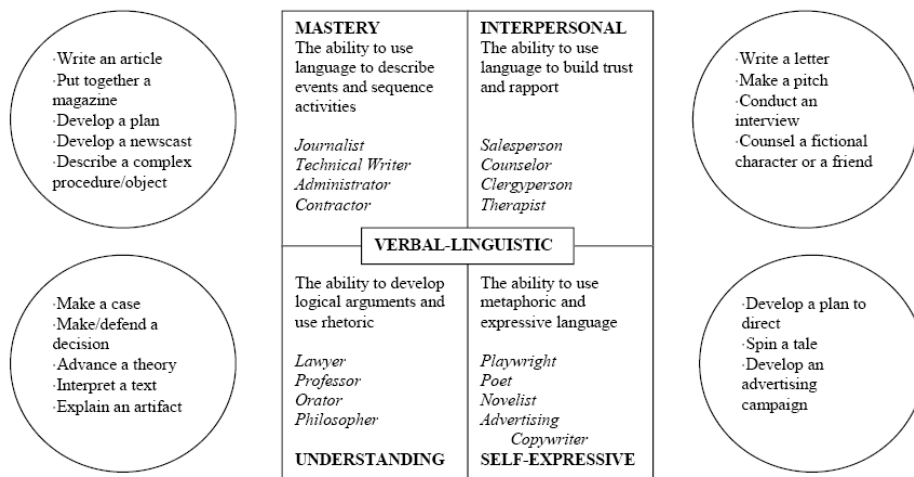 ·Write an article
·Put together a
magazine
·Develop a plan
·Develop a newscast
·Describe a complex
procedure/object
MASTERY
The ability to use
language to describe
events and sequence
activities
Journalist
Technical Writer
Administrator
Contractor
INTERPERSONAL
The ability to use
language to build trust
and rapport
Salesperson
Counselor
Clergyperson
Therapist
·Write a letter
·Make a pitch
·Conduct an
interview
·Counsel a fictional
character or a friend
VERBAL-LINGUISTIC
·Make a case
·Make/defend a
decision
·Advance a theory
·Interpret a text
·Explain an artifact
The ability to develop
logical arguments and
use rhetoric
Lawyer
Professor
Orator
Philosopher
UNDERSTANDING
The ability to use
metaphoric and
expressive language
Playwright
Poet
Novelist
Advertising
Copywriter
SELF-EXPRESSIVE
·Develop a plan to
direct
·Spin a tale
·Develop an
advertising
campaign